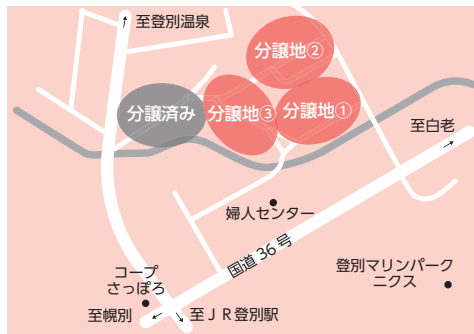 至登別温泉
分譲地②
分譲済み
分譲地③
分譲地①
至白老
婦人センター
国道36号
登別マリンパーク
ニクス
コープ
さっぽろ
至幌別
至ＪＲ登別駅